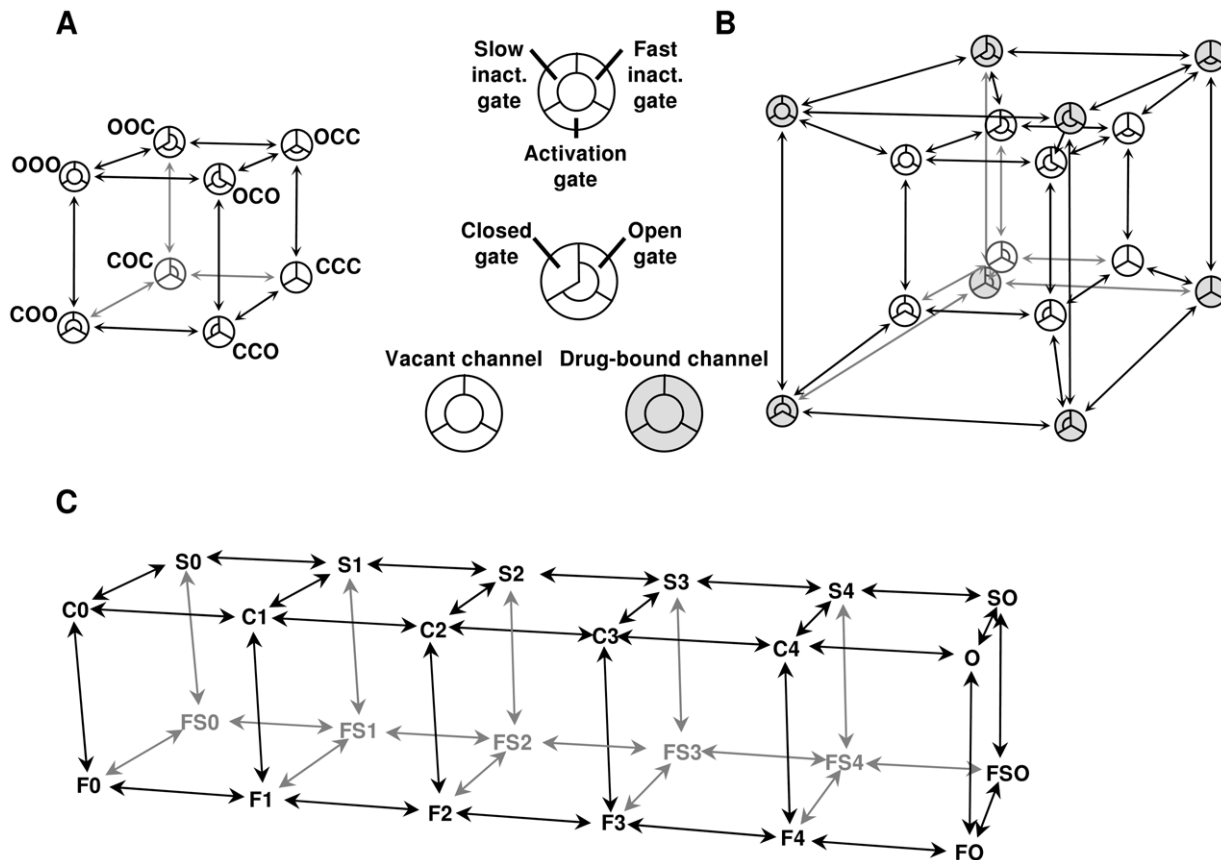 A
B
Slow
inact.
gate
Fast
inact.
gate
Activation
gate
OOC
OCC
OOO
OCO
COC
CCC
COO
CCO
Closed
gate
Open
gate
Vacant channel
Drug-bound channel
C
S0
S1
S2
S3
S4
SO
C0
C1
C2
C3
C4
O
FS0
FS1
FS2
FS3
FS4
FSO
F0
F1
F2
F3
F4
FO